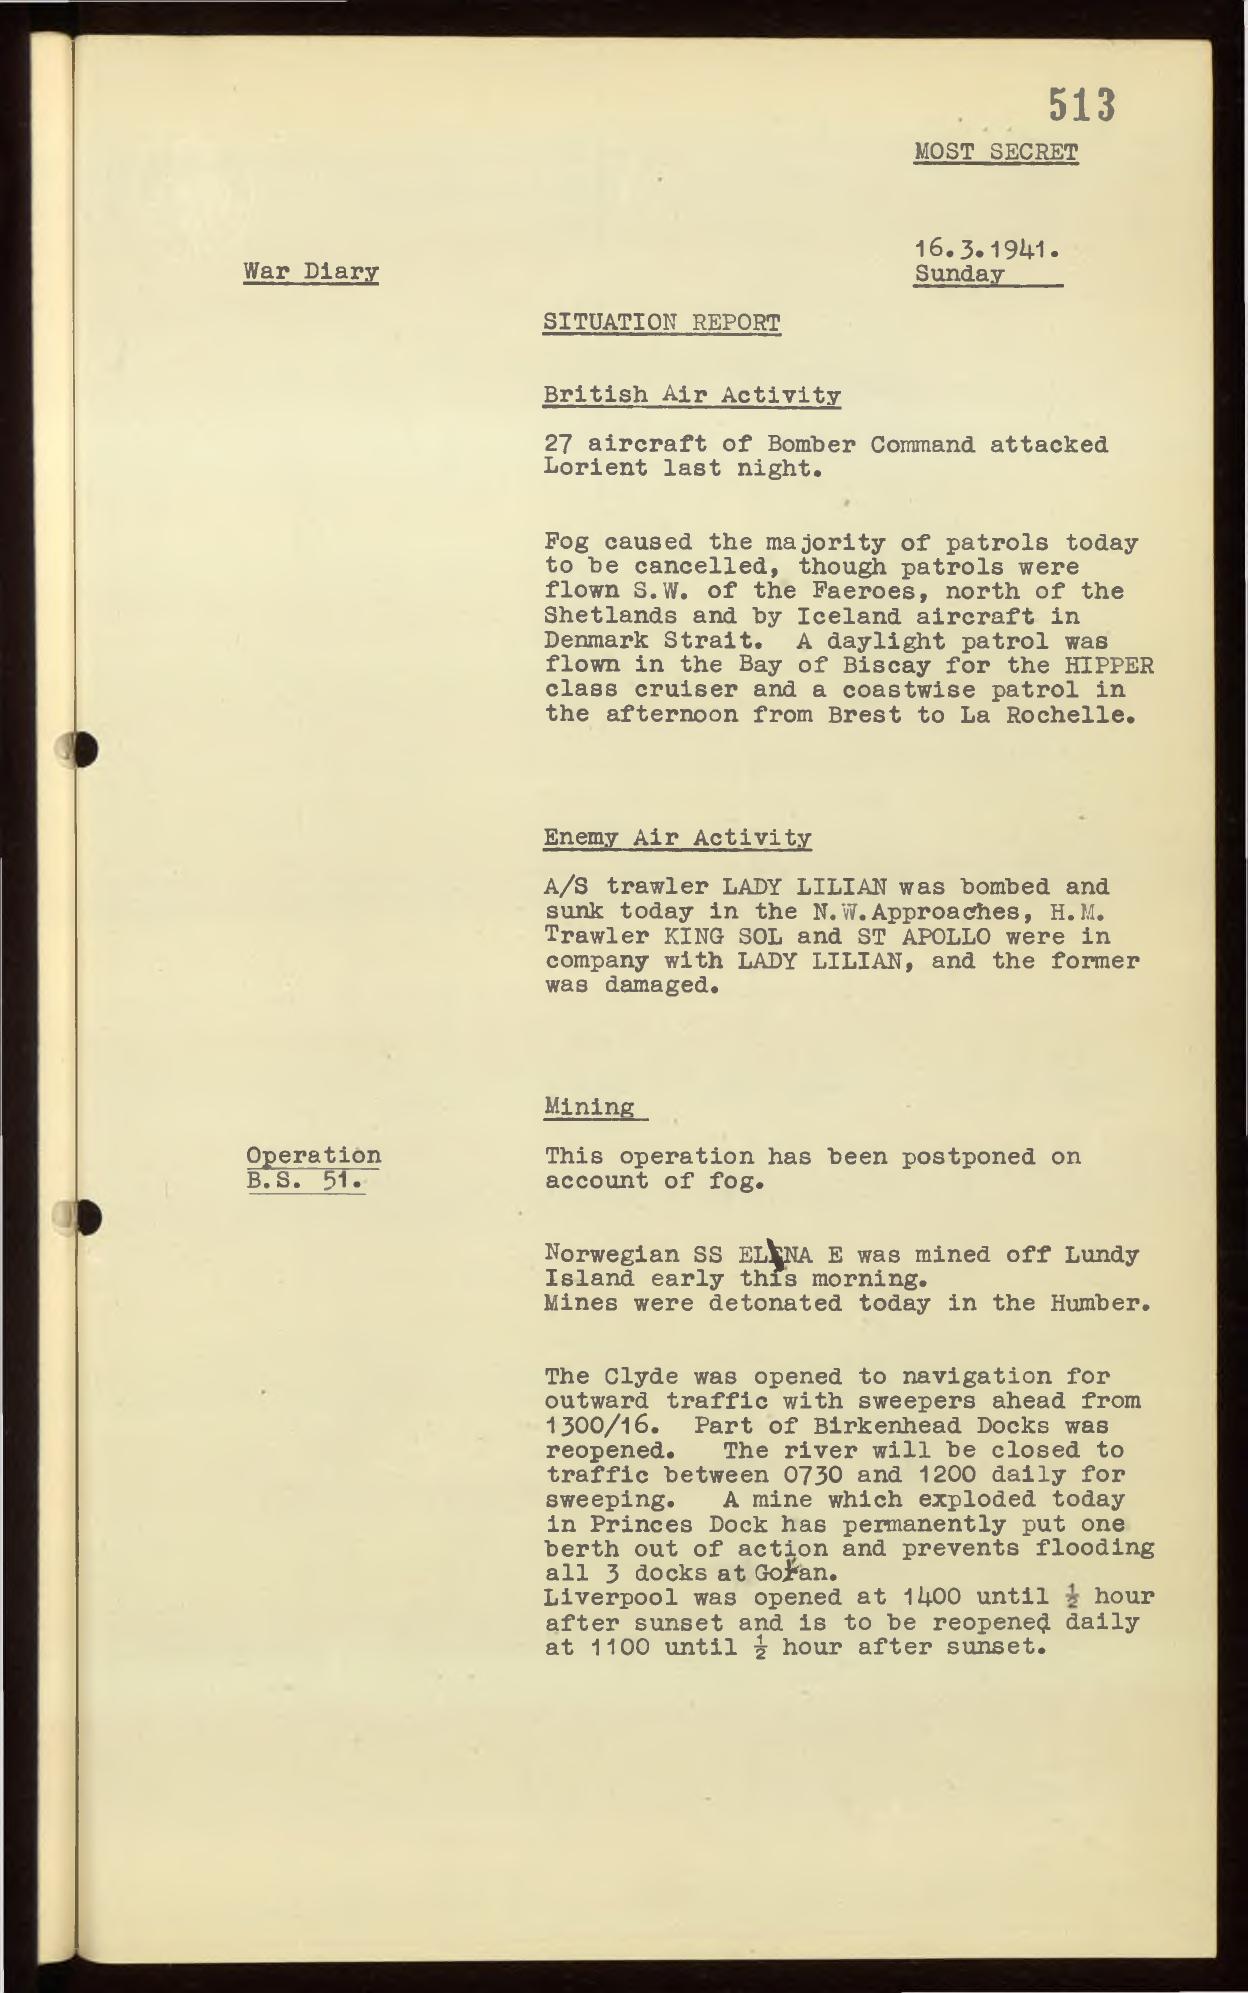 513
MOST SECRET
16.3.1941.
War Diary
Sunday
SITUATION REPORT
British Air Activity
27 aircraft of Bomber Command attacked
Lorient last night.
Fog caused the majority of patrols today
to be cancelled, though patrols were
flown S.W. of the Faeroes, north of the
Shetlands and by Iceland aircraft in
Denmark Strait. A daylight patrol was
flown in the Bay of Biscay for the HIPPER
class cruiser and a coastwise patrol in
the afternoon from Brest to La Rochelle.
Enemy Air Activity
A/S trawler LADY LILIAN was bombed and
sunk today in the N.W.Approaches, H.M.
Trawler KING SOL and ST APOLLO were in
company with LADY LILIAN, and the former
was damaged.
Mining
Operation
B.S. 51.
This operation has been postponed on
account of fog.
Norwegian SS E was mined off Lundy
Island early this morning.
Mines were detonated today in the Humber.
The Clyde was opened to navigation for
outward traffic with sweepers ahead from
1300/16. Part of Birkenhead Docks was
reopened. The river will be closed to
traffic between 0730 and 1200 daily for
sweeping. A mine which exploded today
in Princes Dock has permanently put one
berth out of action and prevents flooding
all 3 docks at
Liverpool was opened at 1400 until ½ hour
after sunset and is to be reopened daily
at 1100 until ½ hour after sunset.